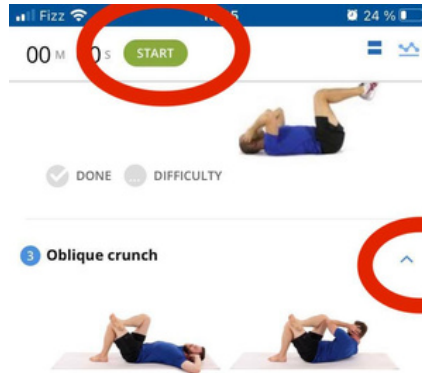 Fizz 24 %
00 M S START
DONE ... DIFFICULTY
3 Oblique crunch